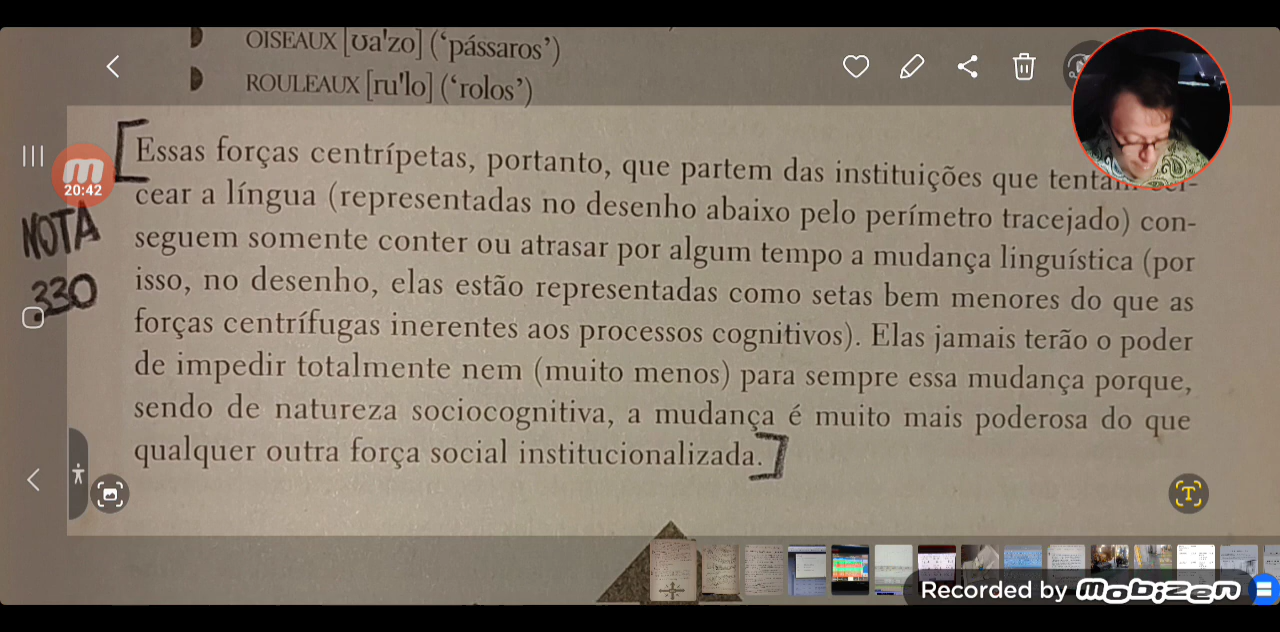 OISEAUX [ʊa'zo] (‘pássaros’)
ROULEAUX [ru'lo] (‘rolos’)
[Essas forças centrípetas, portanto, que partem das instituições que tentam
cear a língua (representadas no desenho abaixo pelo perímetro tracejado) con-
seguem somente conter ou atrasar por algum tempo a mudança linguística (por
isso, no desenho, elas estão representadas como setas bem menores do que as
forças centrífugas inerentes aos processos cognitivos). Elas jamais terão o poder
de impedir totalmente nem (muito menos) para sempre essa mudança porque,
sendo de natureza sociocognitiva, a mudança é muito mais poderosa do que
qualquer outra força social institucionalizada.]
m
20:42
NOTA
330
T
Recorded by mobizen